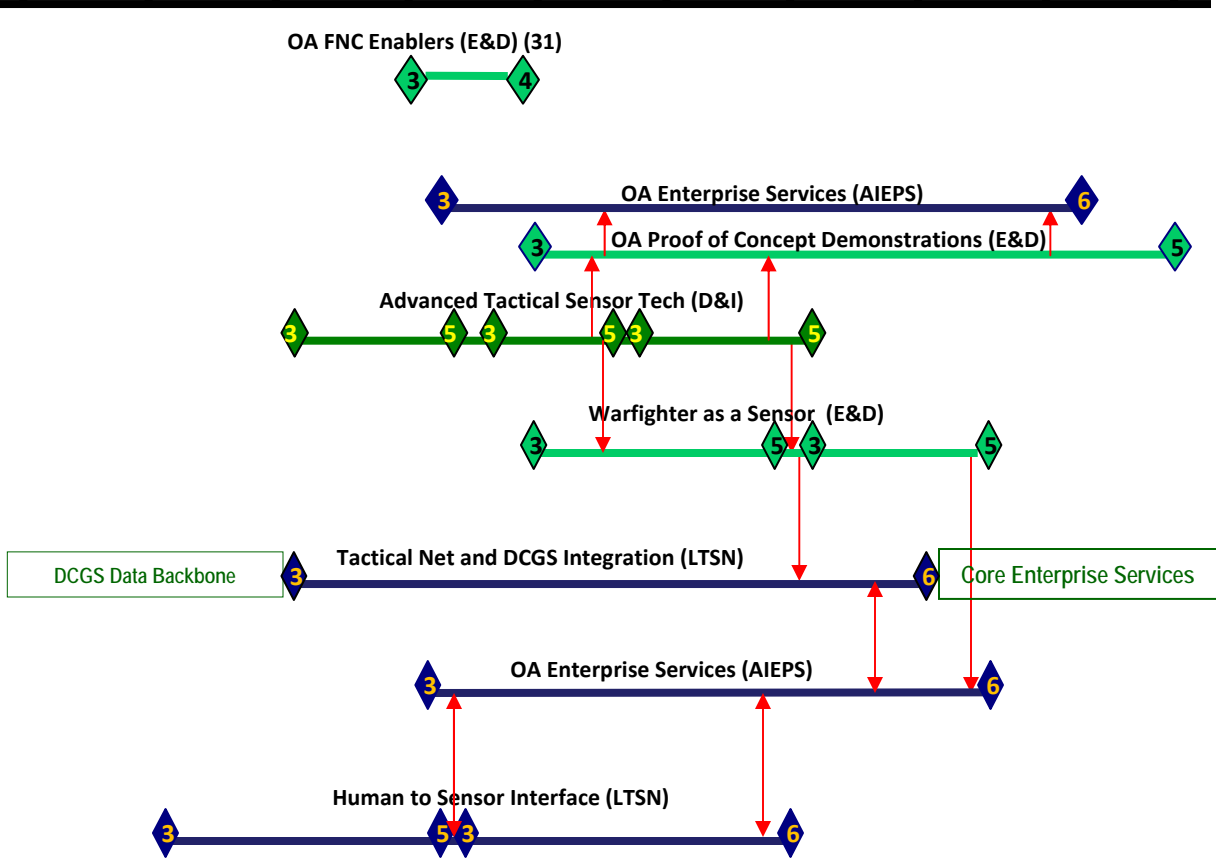 OA FNC Enablers (E&D) (31)
3 4
OA Enterprise Services (AIEPS)
3 6
OA Proof of Concept Demonstrations (E&D)
3 5
Advanced Tactical Sensor Tech (D&I)
3 5 3 5 3 5
Warfighter as a Sensor (E&D)
3 5 3 5
Tactical Net and DCGS Integration (LTSN)
DCGS Data Backbone 3 6 Core Enterprise Services
OA Enterprise Services (AIEPS)
3 6
Human to Sensor Interface (LTSN)
3 5 3 6